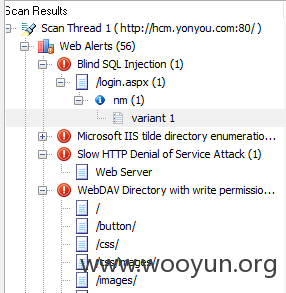 Scan Results
Scan Thread 1 ( http://hcm.yonyou.com:80/ )
Web Alerts (56)
Blind SQL Injection (1)
/login.aspx
nm (1)
variant 1
Microsoft IIS tilde directory enumeratio...
Slow HTTP Denial of Service Attack (1)
Web Server
WebDAV Directory with write permissio...
/
/button/
/css/
/css/images/
/images/
www.wooyun.org